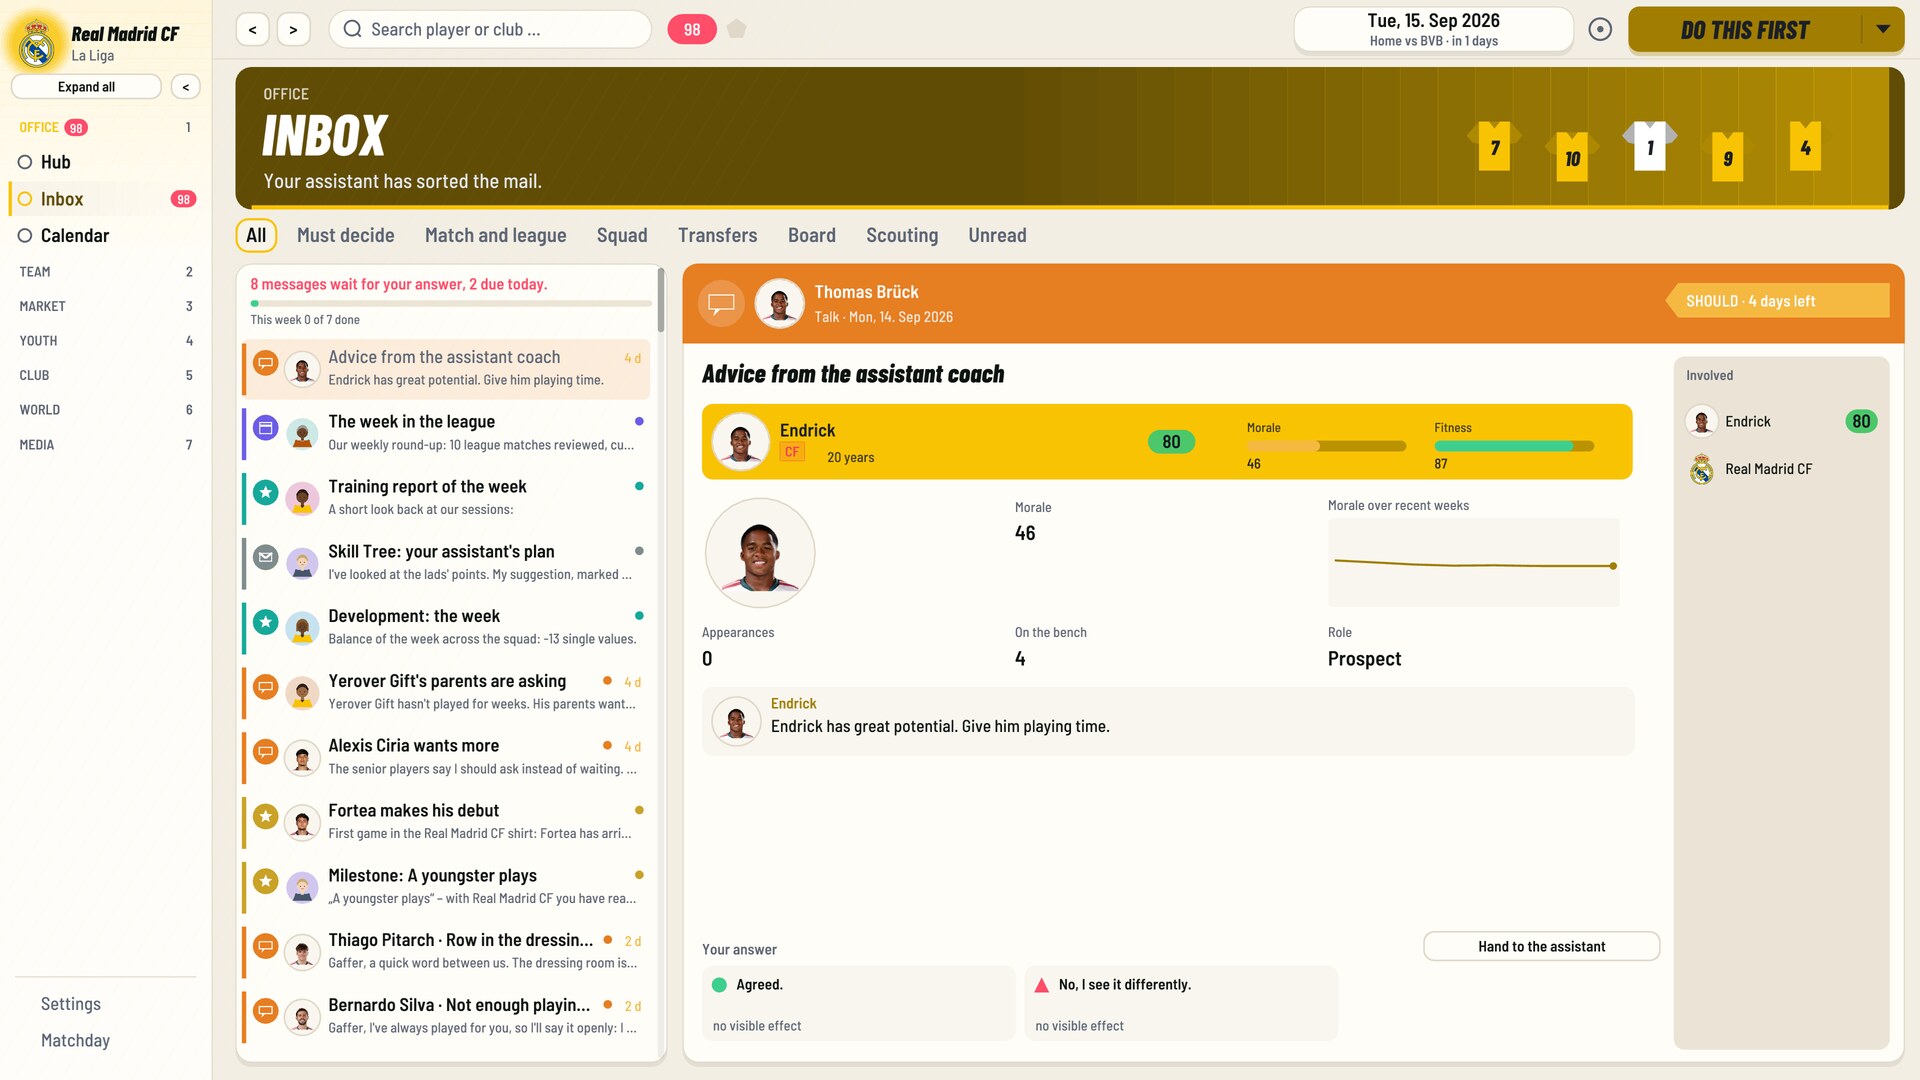 Real Madrid CF
La Liga
Expand all
<
OFFICE 98 1
Hub
Inbox 98
Calendar
TEAM 2
MARKET 3
YOUTH 4
CLUB 5
WORLD 6
MEDIA 7
Settings
Matchday
< >
Search player or club ...
98
Tue, 15. Sep 2026
Home vs BVB · in 1 days
DO THIS FIRST
OFFICE
INBOX
Your assistant has sorted the mail.
7 10 1 9 4
All Must decide Match and league Squad Transfers Board Scouting Unread
8 messages wait for your answer, 2 due today.
This week 0 of 7 done
Advice from the assistant coach 4 d
Endrick has great potential. Give him playing time.
The week in the league
Our weekly round-up: 10 league matches reviewed, cu...
Training report of the week
A short look back at our sessions:
Skill Tree: your assistant's plan
I've looked at the lads' points. My suggestion, marked ...
Development: the week
Balance of the week across the squad: -13 single values.
Yerover Gift's parents are asking 4 d
Yerover Gift hasn't played for weeks. His parents want...
Alexis Ciria wants more 4 d
The senior players say I should ask instead of waiting. ...
Fortea makes his debut
First game in the Real Madrid CF shirt: Fortea has arri...
Milestone: A youngster plays
„A youngster plays“ – with Real Madrid CF you have rea...
Thiago Pitarch · Row in the dressin... 2 d
Gaffer, a quick word between us. The dressing room is...
Bernardo Silva · Not enough playin... 2 d
Gaffer, I've always played for you, so I'll say it openly: I ...
Thomas Brück
Talk · Mon, 14. Sep 2026
SHOULD · 4 days left
Advice from the assistant coach
Endrick
CF 20 years
80
Morale
46
Fitness
87
Morale
46
Morale over recent weeks
Appearances
0
On the bench
4
Role
Prospect
Endrick
Endrick has great potential. Give him playing time.
Your answer
Hand to the assistant
Agreed.
no visible effect
No, I see it differently.
no visible effect
Involved
Endrick 80
Real Madrid CF